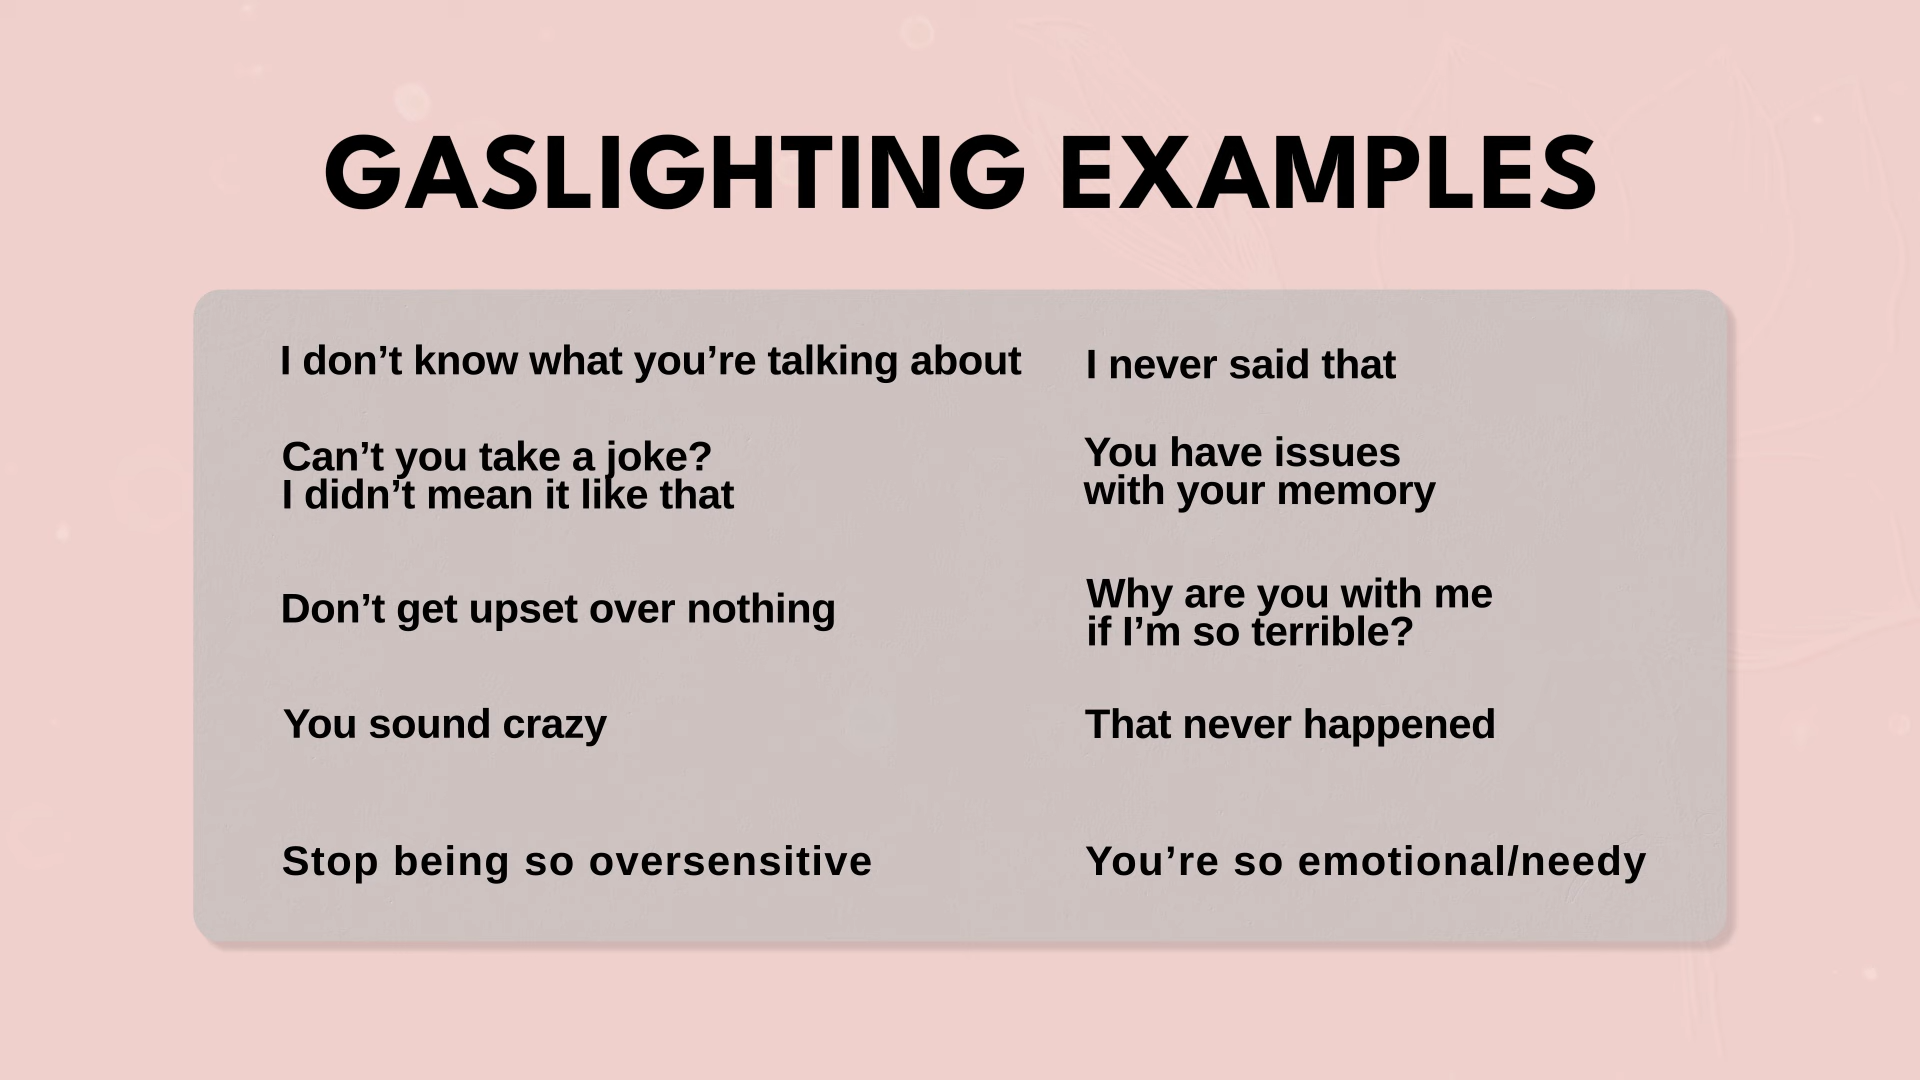 GASLIGHTING EXAMPLES
I don’t know what you’re talking about
Can’t you take a joke?
I didn’t mean it like that
Don’t get upset over nothing
You sound crazy
Stop being so oversensitive
I never said that
You have issues
with your memory
Why are you with me
if I’m so terrible?
That never happened
You’re so emotional/needy